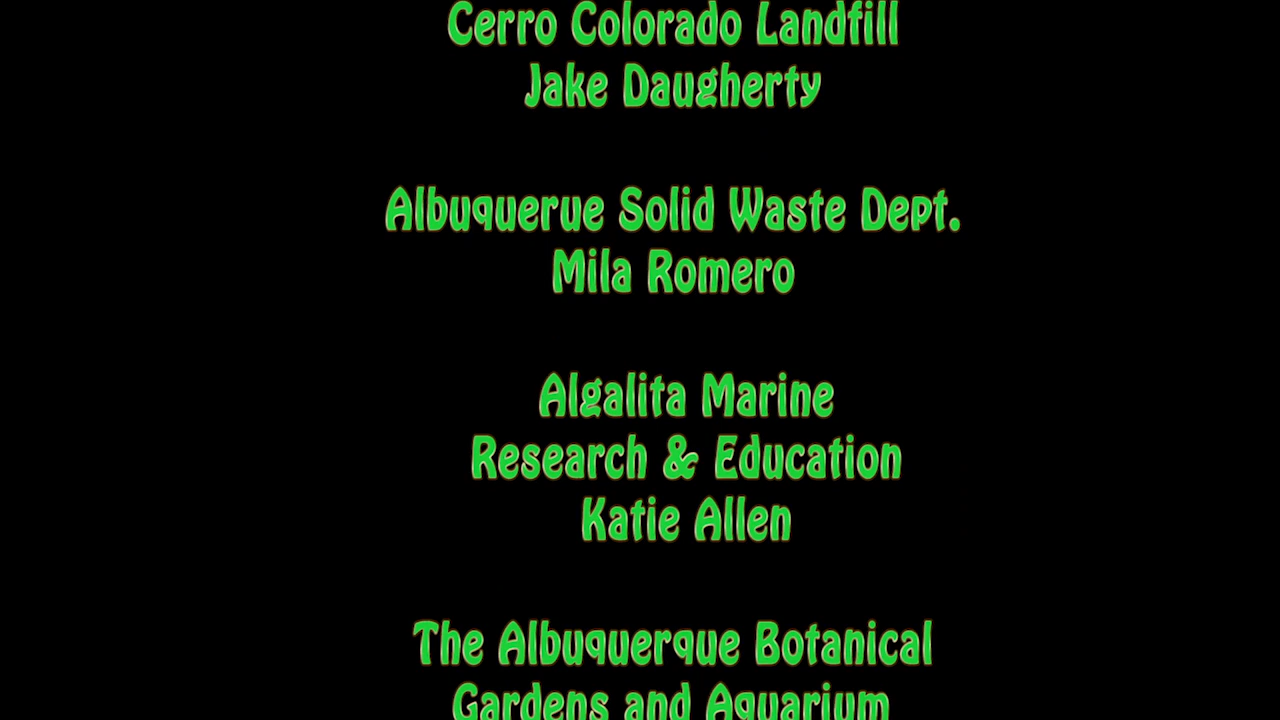 Cerro Colorado Landfill
Jake Daugherty
Albuquerue Solid Waste Dept.
Mila Romero
Algalita Marine
Research & Education
Katie Allen
The Albuquerque Botanical
Gardens and Aquarium